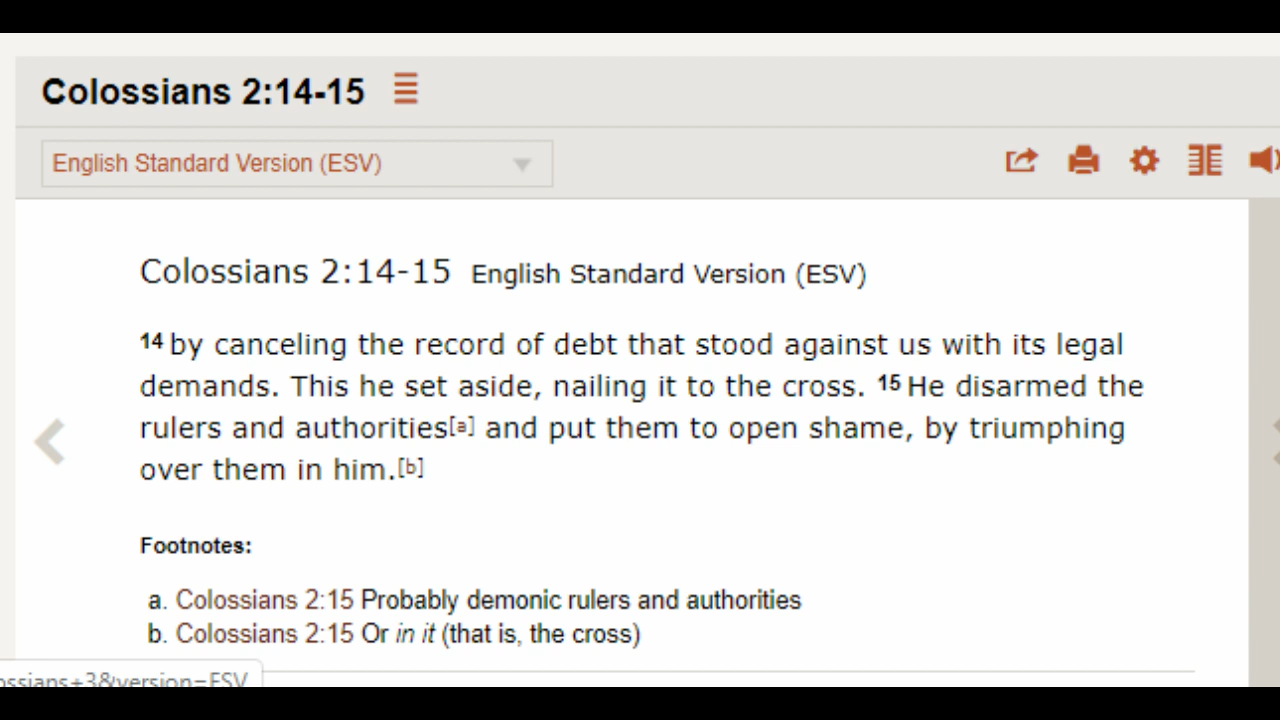 Colossians 2:14-15
English Standard Version (ESV)
Colossians 2:14-15 English Standard Version (ESV)
14 by canceling the record of debt that stood against us with its legal
demands. This he set aside, nailing it to the cross. 15 He disarmed the
rulers and authorities[a] and put them to open shame, by triumphing
over them in him.[b]
Footnotes:
a. Colossians 2:15 Probably demonic rulers and authorities
b. Colossians 2:15 Or in it (that is, the cross)
ossians+3&version=ESV